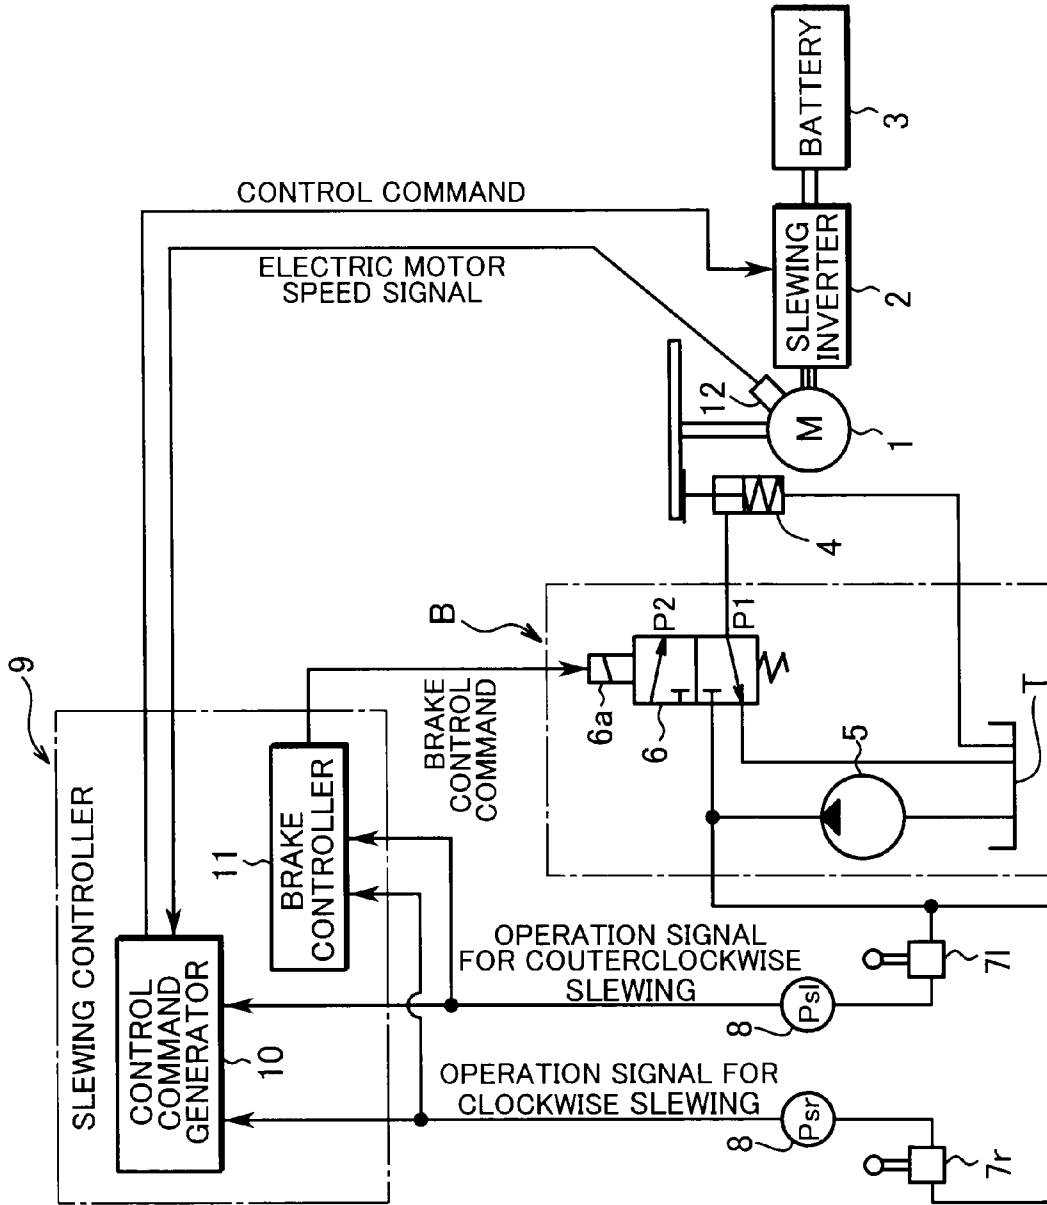 9
SLEWING CONTROLLER
CONTROL
COMMAND
GENERATOR
10
11
BRAKE
CONTROLLER
CONTROL COMMAND
ELECTRIC MOTOR
SPEED SIGNAL
BRAKE
CONTROL
COMMAND
B
6a
6
P2
P1
5
T
4
12
M
1
SLEWING
INVERTER
2
BATTERY
3
OPERATION SIGNAL
FOR COUTERCLOCKWISE
SLEWING
8
Psl
7l
OPERATION SIGNAL FOR
CLOCKWISE SLEWING
8
Psr
7r